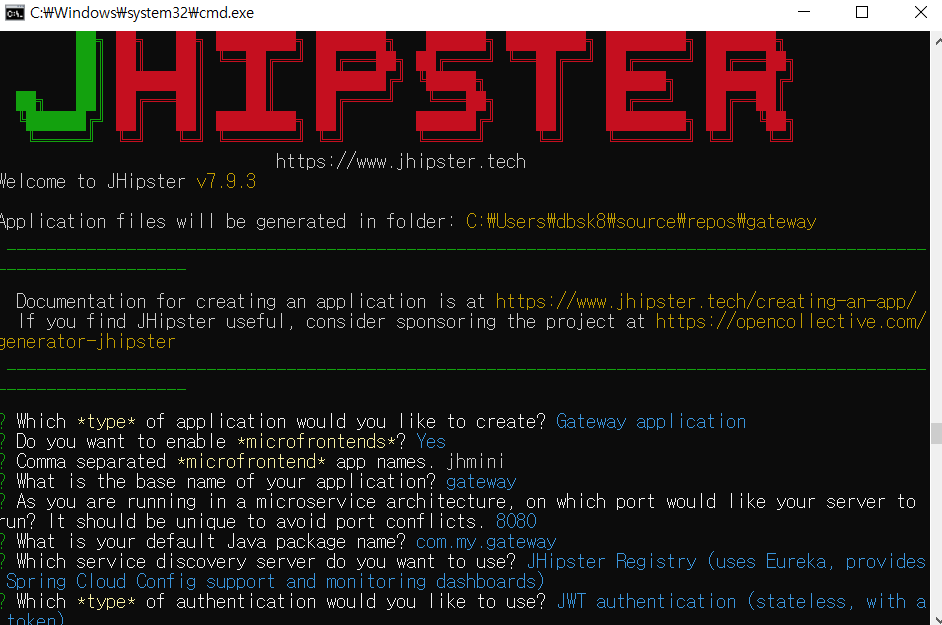 C:₩Windows₩system32₩cmd.exe
JHIPSTER
https://www.jhipster.tech
Welcome to JHipster v7.9.3
Application files will be generated in folder: C:₩Users₩dbsk8₩source₩repos₩gateway
Documentation for creating an application is at https://www.jhipster.tech/creating-an-app/
If you find JHipster useful, consider sponsoring the project at https://opencollective.com/
generator-jhipster
? Which *type* of application would you like to create? Gateway application
? Do you want to enable *microfrontends*? Yes
? Comma separated *microfrontend* app names. jhmini
? What is the base name of your application? gateway
? As you are running in a microservice architecture, on which port would like your server to
run? It should be unique to avoid port conflicts. 8080
? What is your default Java package name? com.my.gateway
? Which service discovery server do you want to use? JHipster Registry (uses Eureka, provides
Spring Cloud Config support and monitoring dashboards)
? Which *type* of authentication would you like to use? JWT authentication (stateless, with a
token)